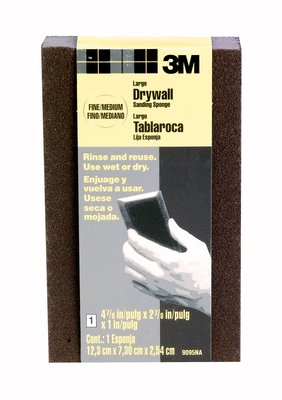 3M
Large
Drywall
Sanding Sponge
FINE/MEDIUM
FINO/MEDIANO
Largo
Tablaroca
Lija Esponja
Rinse and reuse.
Use wet or dry.
Enjuage y
vuelva a usar.
Usese
seca o
mojada.
1
4 7/8 in/pulg x 2 7/8 in/pulg
x 1 in/pulg
Cont.: 1 Esponja
12,3 cm x 7,30 cm x 2,54 cm
9095NA